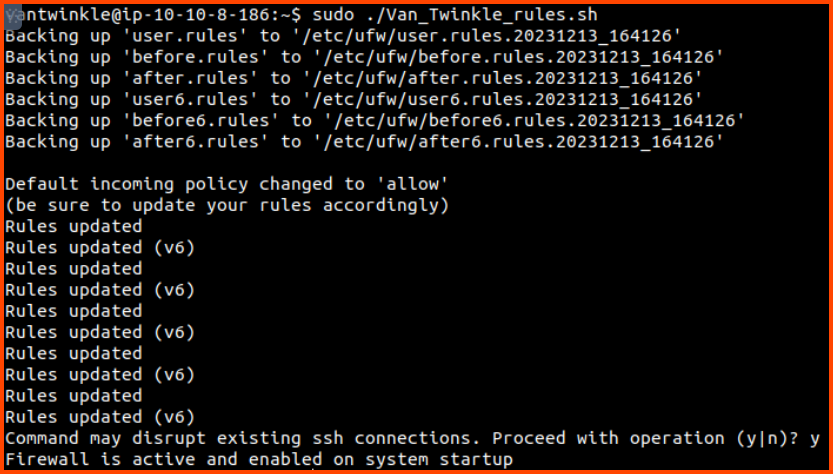 vantwinkle@ip-10-10-8-186:~$ sudo ./Van_Twinkle_rules.sh
Backing up 'user.rules' to '/etc/ufw/user.rules.20231213_164126'
Backing up 'before.rules' to '/etc/ufw/before.rules.20231213_164126'
Backing up 'after.rules' to '/etc/ufw/after.rules.20231213_164126'
Backing up 'user6.rules' to '/etc/ufw/user6.rules.20231213_164126'
Backing up 'before6.rules' to '/etc/ufw/before6.rules.20231213_164126'
Backing up 'after6.rules' to '/etc/ufw/after6.rules.20231213_164126'
Default incoming policy changed to 'allow'
(be sure to update your rules accordingly)
Rules updated
Rules updated (v6)
Rules updated
Rules updated (v6)
Rules updated
Rules updated (v6)
Rules updated
Rules updated (v6)
Rules updated
Rules updated (v6)
Command may disrupt existing ssh connections. Proceed with operation (y|n)? y
Firewall is active and enabled on system startup